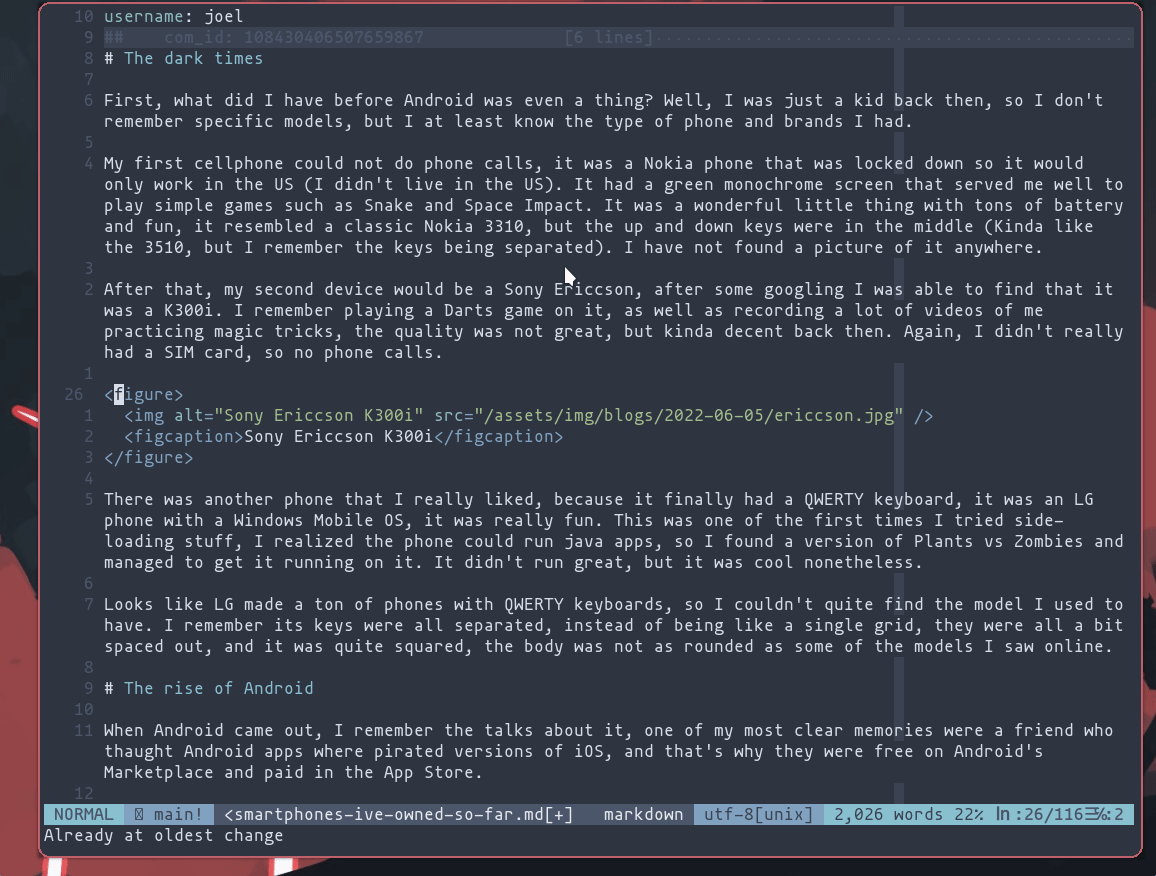 10 username: joel
9 ##    com_id: 108430406507659867              [6 lines]
8 # The dark times
7
6 First, what did I have before Android was even a thing? Well, I was just a kid back then, so I don't
remember specific models, but I at least know the type of phone and brands I had.
5
4 My first cellphone could not do phone calls, it was a Nokia phone that was locked down so it would
only work in the US (I didn't live in the US). It had a green monochrome screen that served me well to
play simple games such as Snake and Space Impact. It was a wonderful little thing with tons of battery
and fun, it resembled a classic Nokia 3310, but the up and down keys were in the middle (Kinda like
the 3510, but I remember the keys being separated). I have not found a picture of it anywhere.
3
2 After that, my second device would be a Sony Ericcson, after some googling I was able to find that it
was a K300i. I remember playing a Darts game on it, as well as recording a lot of videos of me
practicing magic tricks, the quality was not great, but kinda decent back then. Again, I didn't really
had a SIM card, so no phone calls.
1
26 <figure>
1 <img alt="Sony Ericcson K300i" src="/assets/img/blogs/2022-06-05/ericcson.jpg" />
2 <figcaption>Sony Ericcson K300i</figcaption>
3 </figure>
4
5 There was another phone that I really liked, because it finally had a QWERTY keyboard, it was an LG
phone with a Windows Mobile OS, it was really fun. This was one of the first times I tried side-
loading stuff, I realized the phone could run java apps, so I found a version of Plants vs Zombies and
managed to get it running on it. It didn't run great, but it was cool nonetheless.
6
7 Looks like LG made a ton of phones with QWERTY keyboards, so I couldn't quite find the model I used to
have. I remember its keys were all separated, instead of being like a single grid, they were all a bit
spaced out, and it was quite squared, the body was not as rounded as some of the models I saw online.
8
9 # The rise of Android
10
11 When Android came out, I remember the talks about it, one of my most clear memories were a friend who
thaught Android apps where pirated versions of iOS, and that's why they were free on Android's
Marketplace and paid in the App Store.
12
NORMAL main! <smartphones-ive-owned-so-far.md[+] markdown utf-8[unix] 2,026 words 22% ln :26/116☰℅:2
Already at oldest change